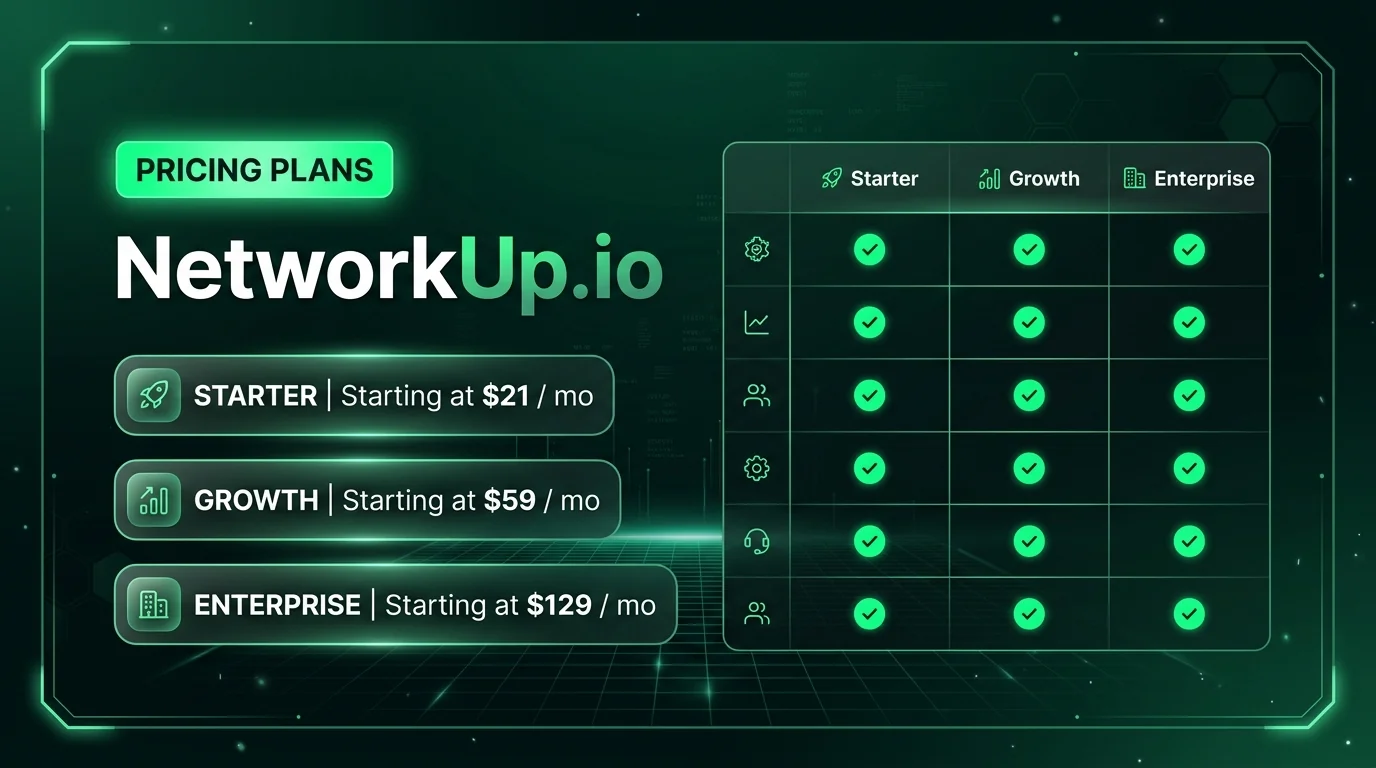 PRICING PLANS
NetworkUp.io
STARTER | Starting at $21 / mo
GROWTH | Starting at $59 / mo
ENTERPRISE | Starting at $129 / mo
Starter Growth Enterprise